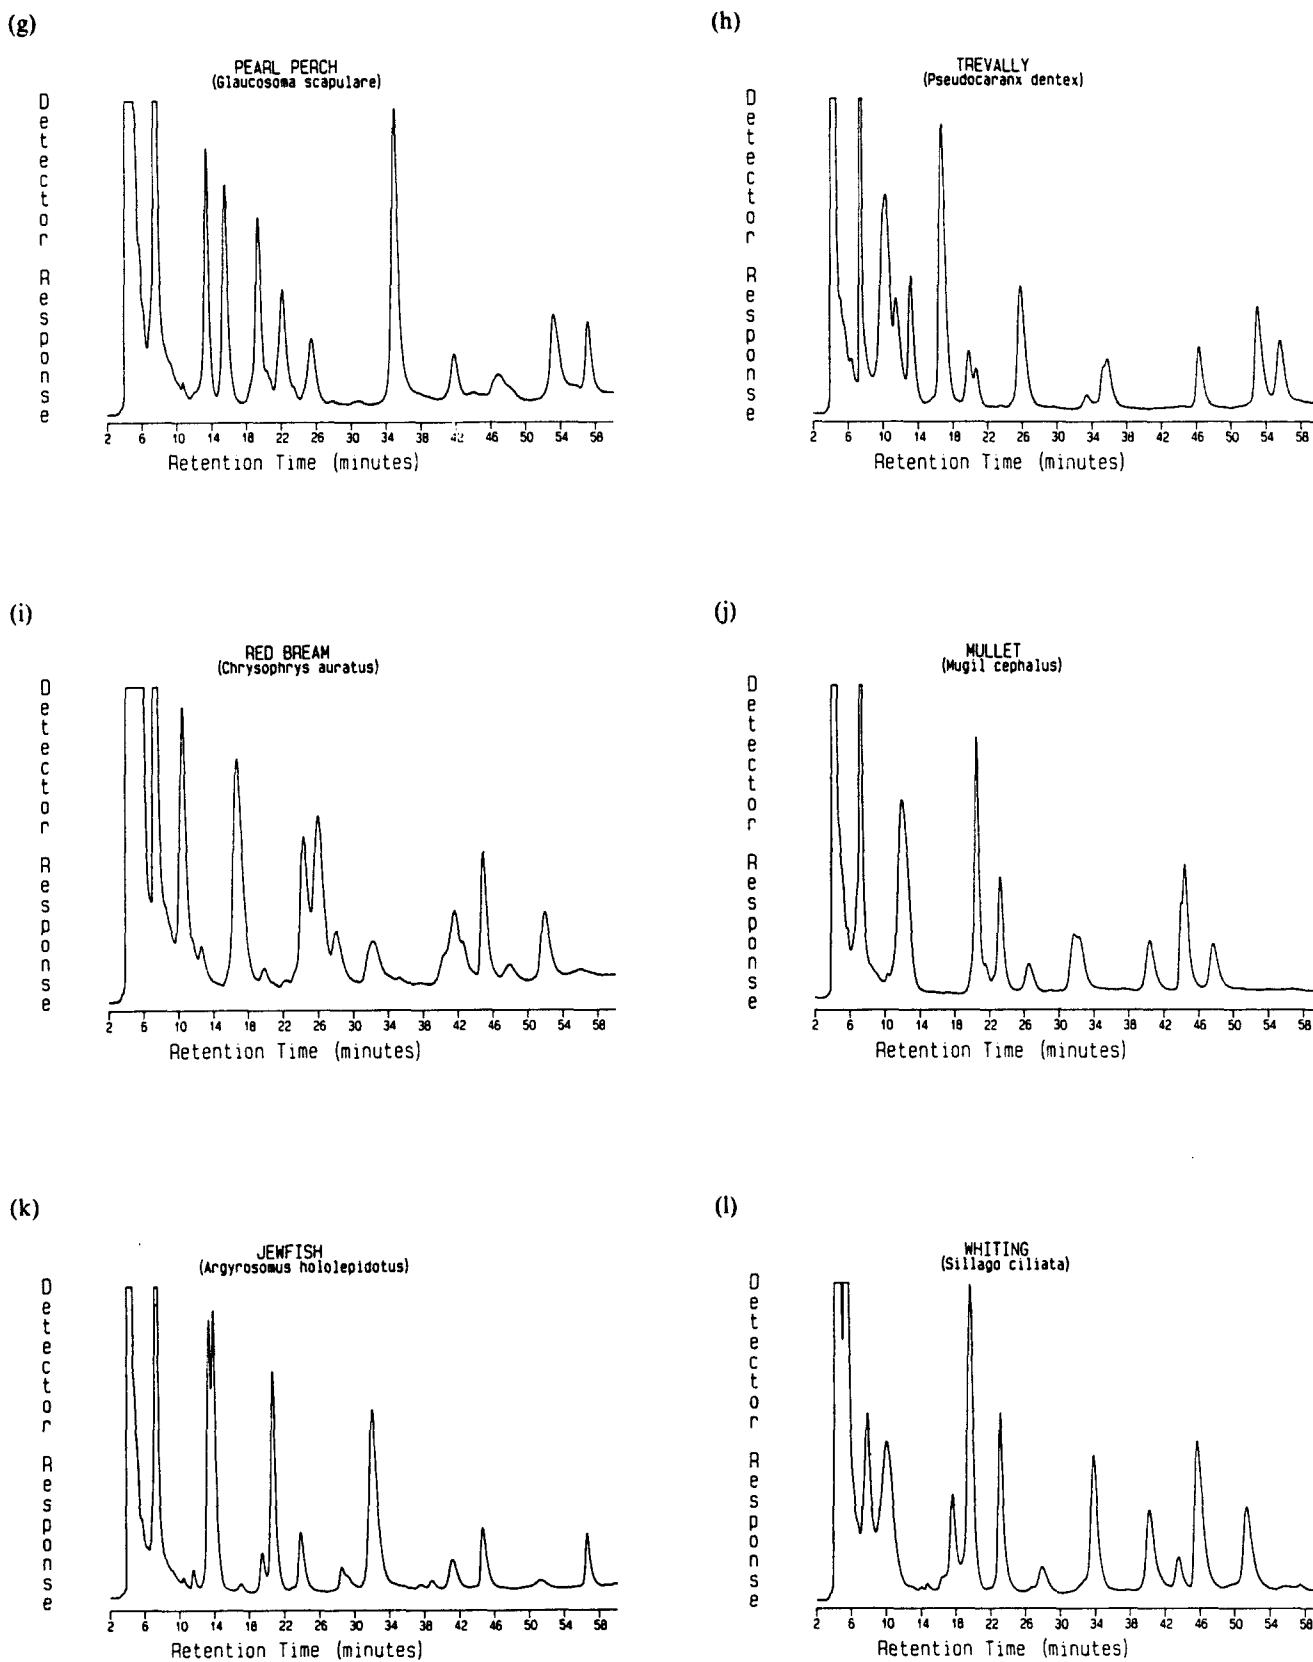 (g)
PEARL PERCH
(Glaucosoma scapulare)
Detector Response
2 6 10 14 18 22 26 30 34 38 42 46 50 54 58
Retention Time (minutes)
(h)
TREVALLY
(Pseudocaranx dentex)
Detector Response
2 6 10 14 18 22 26 30 34 38 42 46 50 54 58
Retention Time (minutes)
(i)
RED BREAM
(Chrysophrys auratus)
Detector Response
2 6 10 14 18 22 26 30 34 38 42 46 50 54 58
Retention Time (minutes)
(j)
MULLET
(Mugil cephalus)
Detector Response
2 6 10 14 18 22 26 30 34 38 42 46 50 54 58
Retention Time (minutes)
(k)
JEWFISH
(Argyrosomus hololepidotus)
Detector Response
2 6 10 14 18 22 26 30 34 38 42 46 50 54 58
Retention Time (minutes)
(l)
WHITING
(Sillago ciliata)
Detector Response
2 6 10 14 18 22 26 30 34 38 42 46 50 54 58
Retention Time (minutes)